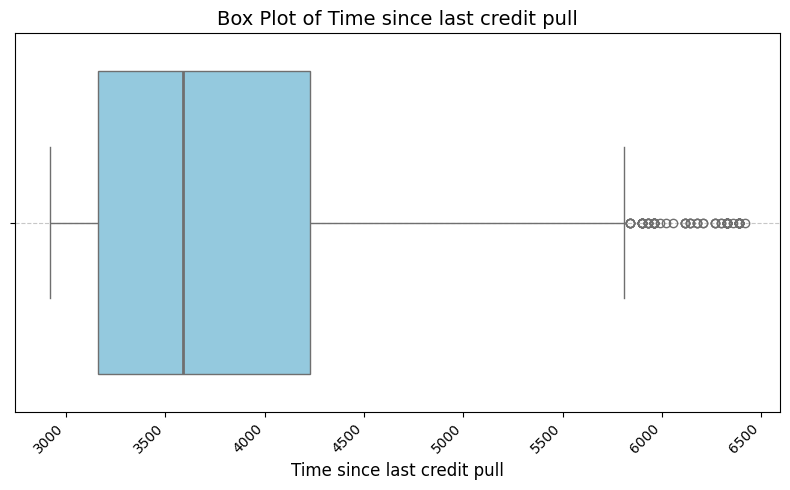 Box Plot of Time since last credit pull
3000 3500 4000 4500 5000 5500 6000 6500
Time since last credit pull